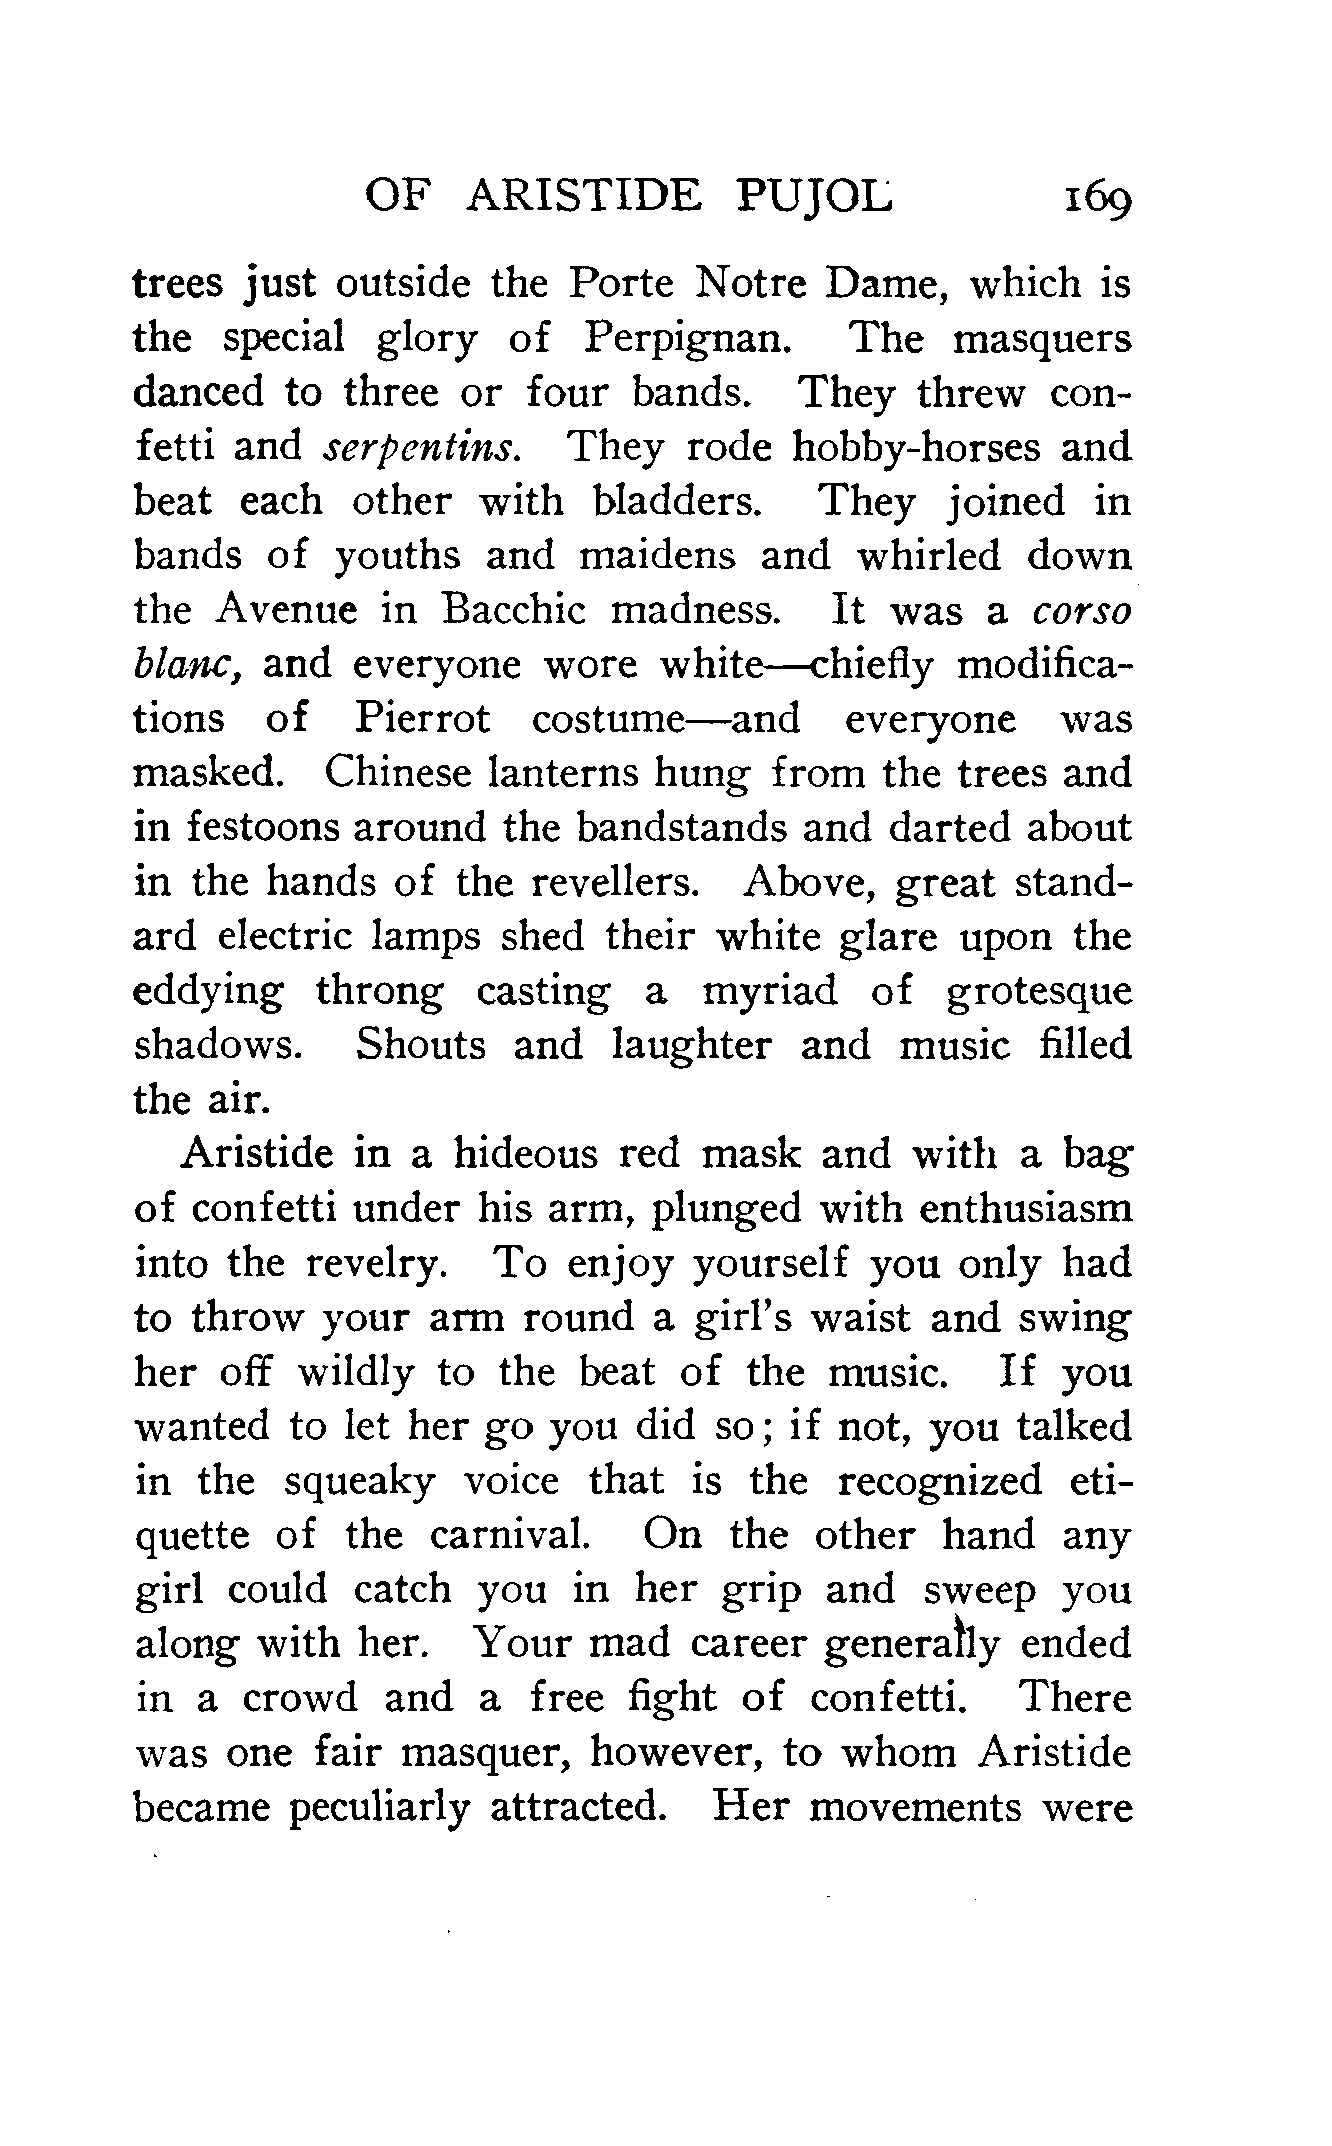 OF ARISTIDE PUJOL 169
trees just outside the Porte Notre Dame, which is
the special glory of Perpignan. The masquers
danced to three or four bands. They threw con-
fetti and serpentins. They rode hobby-horses and
beat each other with bladders. They joined in
bands of youths and maidens and whirled down
the Avenue in Bacchic madness. It was a corso
blanc, and everyone wore white—chiefly modifica-
tions of Pierrot costume—and everyone was
masked. Chinese lanterns hung from the trees and
in festoons around the bandstands and darted about
in the hands of the revellers. Above, great stand-
ard electric lamps shed their white glare upon the
eddying throng casting a myriad of grotesque
shadows. Shouts and laughter and music filled
the air.
Aristide in a hideous red mask and with a bag
of confetti under his arm, plunged with enthusiasm
into the revelry. To enjoy yourself you only had
to throw your arm round a girl's waist and swing
her off wildly to the beat of the music. If you
wanted to let her go you did so; if not, you talked
in the squeaky voice that is the recognized eti-
quette of the carnival. On the other hand any
girl could catch you in her grip and sweep you
along with her. Your mad career generally ended
in a crowd and a free fight of confetti. There
was one fair masquer, however, to whom Aristide
became peculiarly attracted. Her movements were